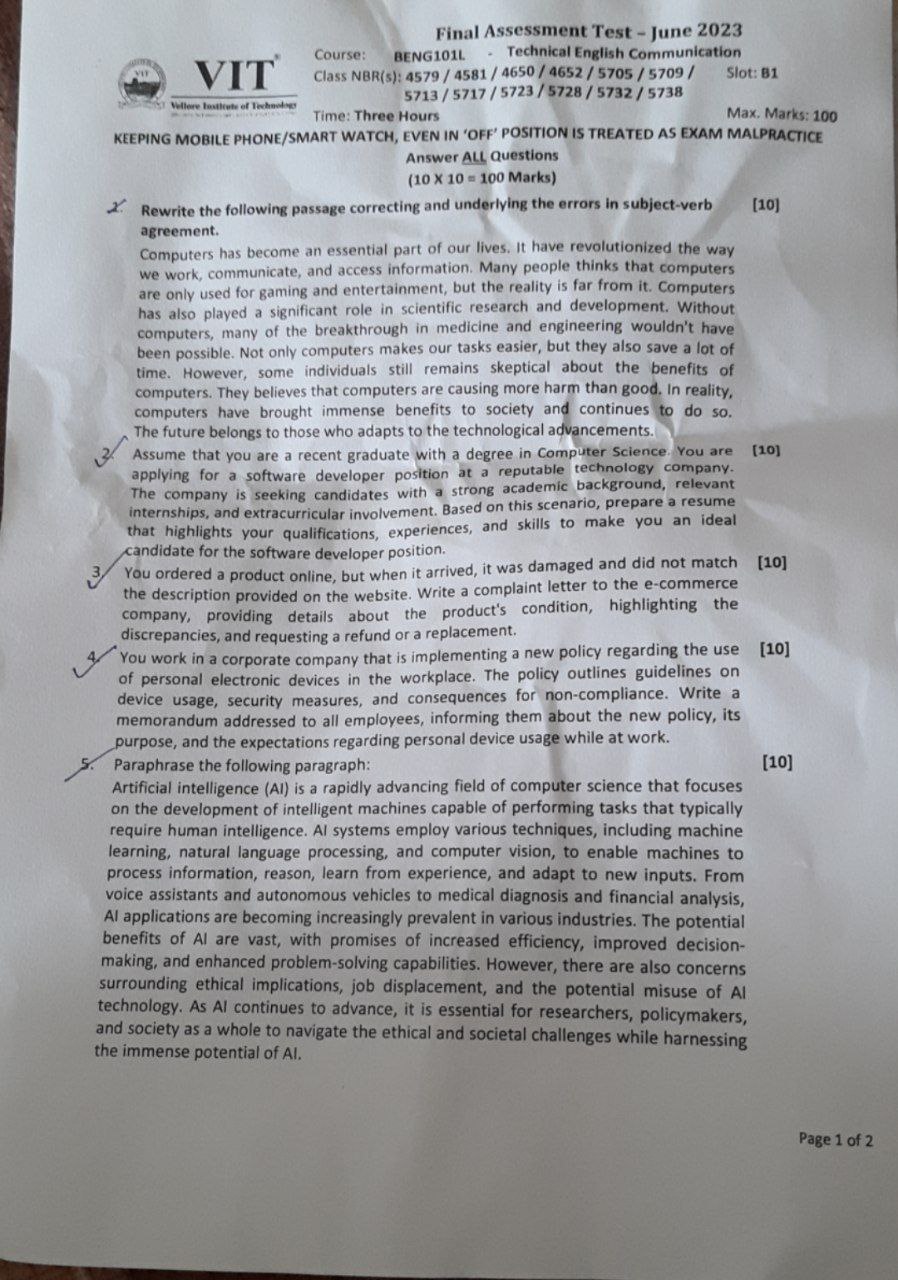 Final Assessment Test – June 2023
Course: BENG101L - Technical English Communication
Class NBR(s): 4579 / 4581 / 4650 / 4652 / 5705 / 5709 / Slot: B1
5713 / 5717 / 5723 / 5728 / 5732 / 5738
VIT
VIT
Vellore Institute of Technology
Time: Three Hours Max. Marks: 100
KEEPING MOBILE PHONE/SMART WATCH, EVEN IN ‘OFF’ POSITION IS TREATED AS EXAM MALPRACTICE
Answer ALL Questions
(10 X 10 = 100 Marks)
1. Rewrite the following passage correcting and underlying the errors in subject-verb [10]
agreement.
Computers has become an essential part of our lives. It have revolutionized the way
we work, communicate, and access information. Many people thinks that computers
are only used for gaming and entertainment, but the reality is far from it. Computers
has also played a significant role in scientific research and development. Without
computers, many of the breakthrough in medicine and engineering wouldn't have
been possible. Not only computers makes our tasks easier, but they also save a lot of
time. However, some individuals still remains skeptical about the benefits of
computers. They believes that computers are causing more harm than good. In reality,
computers have brought immense benefits to society and continues to do so.
The future belongs to those who adapts to the technological advancements.
2. Assume that you are a recent graduate with a degree in Computer Science. You are [10]
applying for a software developer position at a reputable technology company.
The company is seeking candidates with a strong academic background, relevant
internships, and extracurricular involvement. Based on this scenario, prepare a resume
that highlights your qualifications, experiences, and skills to make you an ideal
candidate for the software developer position.
3. You ordered a product online, but when it arrived, it was damaged and did not match [10]
the description provided on the website. Write a complaint letter to the e-commerce
company, providing details about the product's condition, highlighting the
discrepancies, and requesting a refund or a replacement.
4. You work in a corporate company that is implementing a new policy regarding the use [10]
of personal electronic devices in the workplace. The policy outlines guidelines on
device usage, security measures, and consequences for non-compliance. Write a
memorandum addressed to all employees, informing them about the new policy, its
purpose, and the expectations regarding personal device usage while at work.
5. Paraphrase the following paragraph: [10]
Artificial intelligence (AI) is a rapidly advancing field of computer science that focuses
on the development of intelligent machines capable of performing tasks that typically
require human intelligence. AI systems employ various techniques, including machine
learning, natural language processing, and computer vision, to enable machines to
process information, reason, learn from experience, and adapt to new inputs. From
voice assistants and autonomous vehicles to medical diagnosis and financial analysis,
AI applications are becoming increasingly prevalent in various industries. The potential
benefits of AI are vast, with promises of increased efficiency, improved decision-
making, and enhanced problem-solving capabilities. However, there are also concerns
surrounding ethical implications, job displacement, and the potential misuse of AI
technology. As AI continues to advance, it is essential for researchers, policymakers,
and society as a whole to navigate the ethical and societal challenges while harnessing
the immense potential of AI.
Page 1 of 2